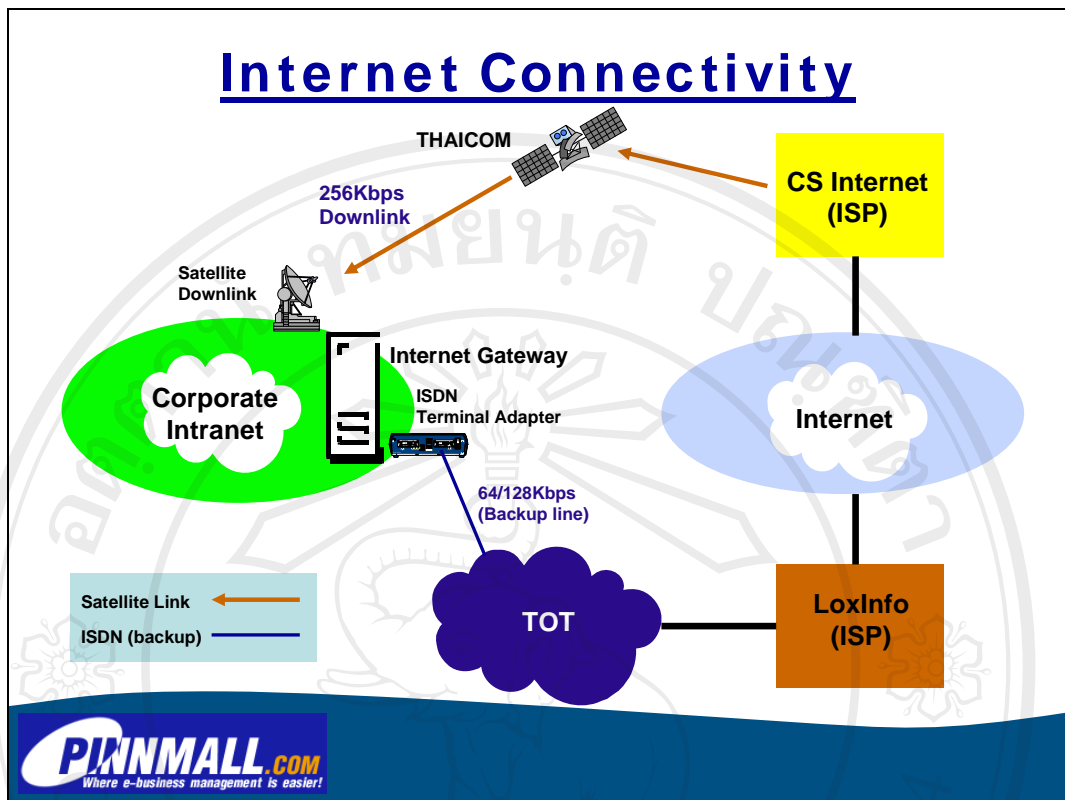 Internet Connectivity
THAICOM
CS Internet
(ISP)
256Kbps
Downlink
Satellite
Downlink
Internet Gateway
Corporate
Intranet
ISDN
Terminal Adapter
Internet
64/128Kbps
(Backup line)
Satellite Link
ISDN (backup)
TOT
LoxInfo
(ISP)
PINNMALL.COM
Where e-business management is easier!